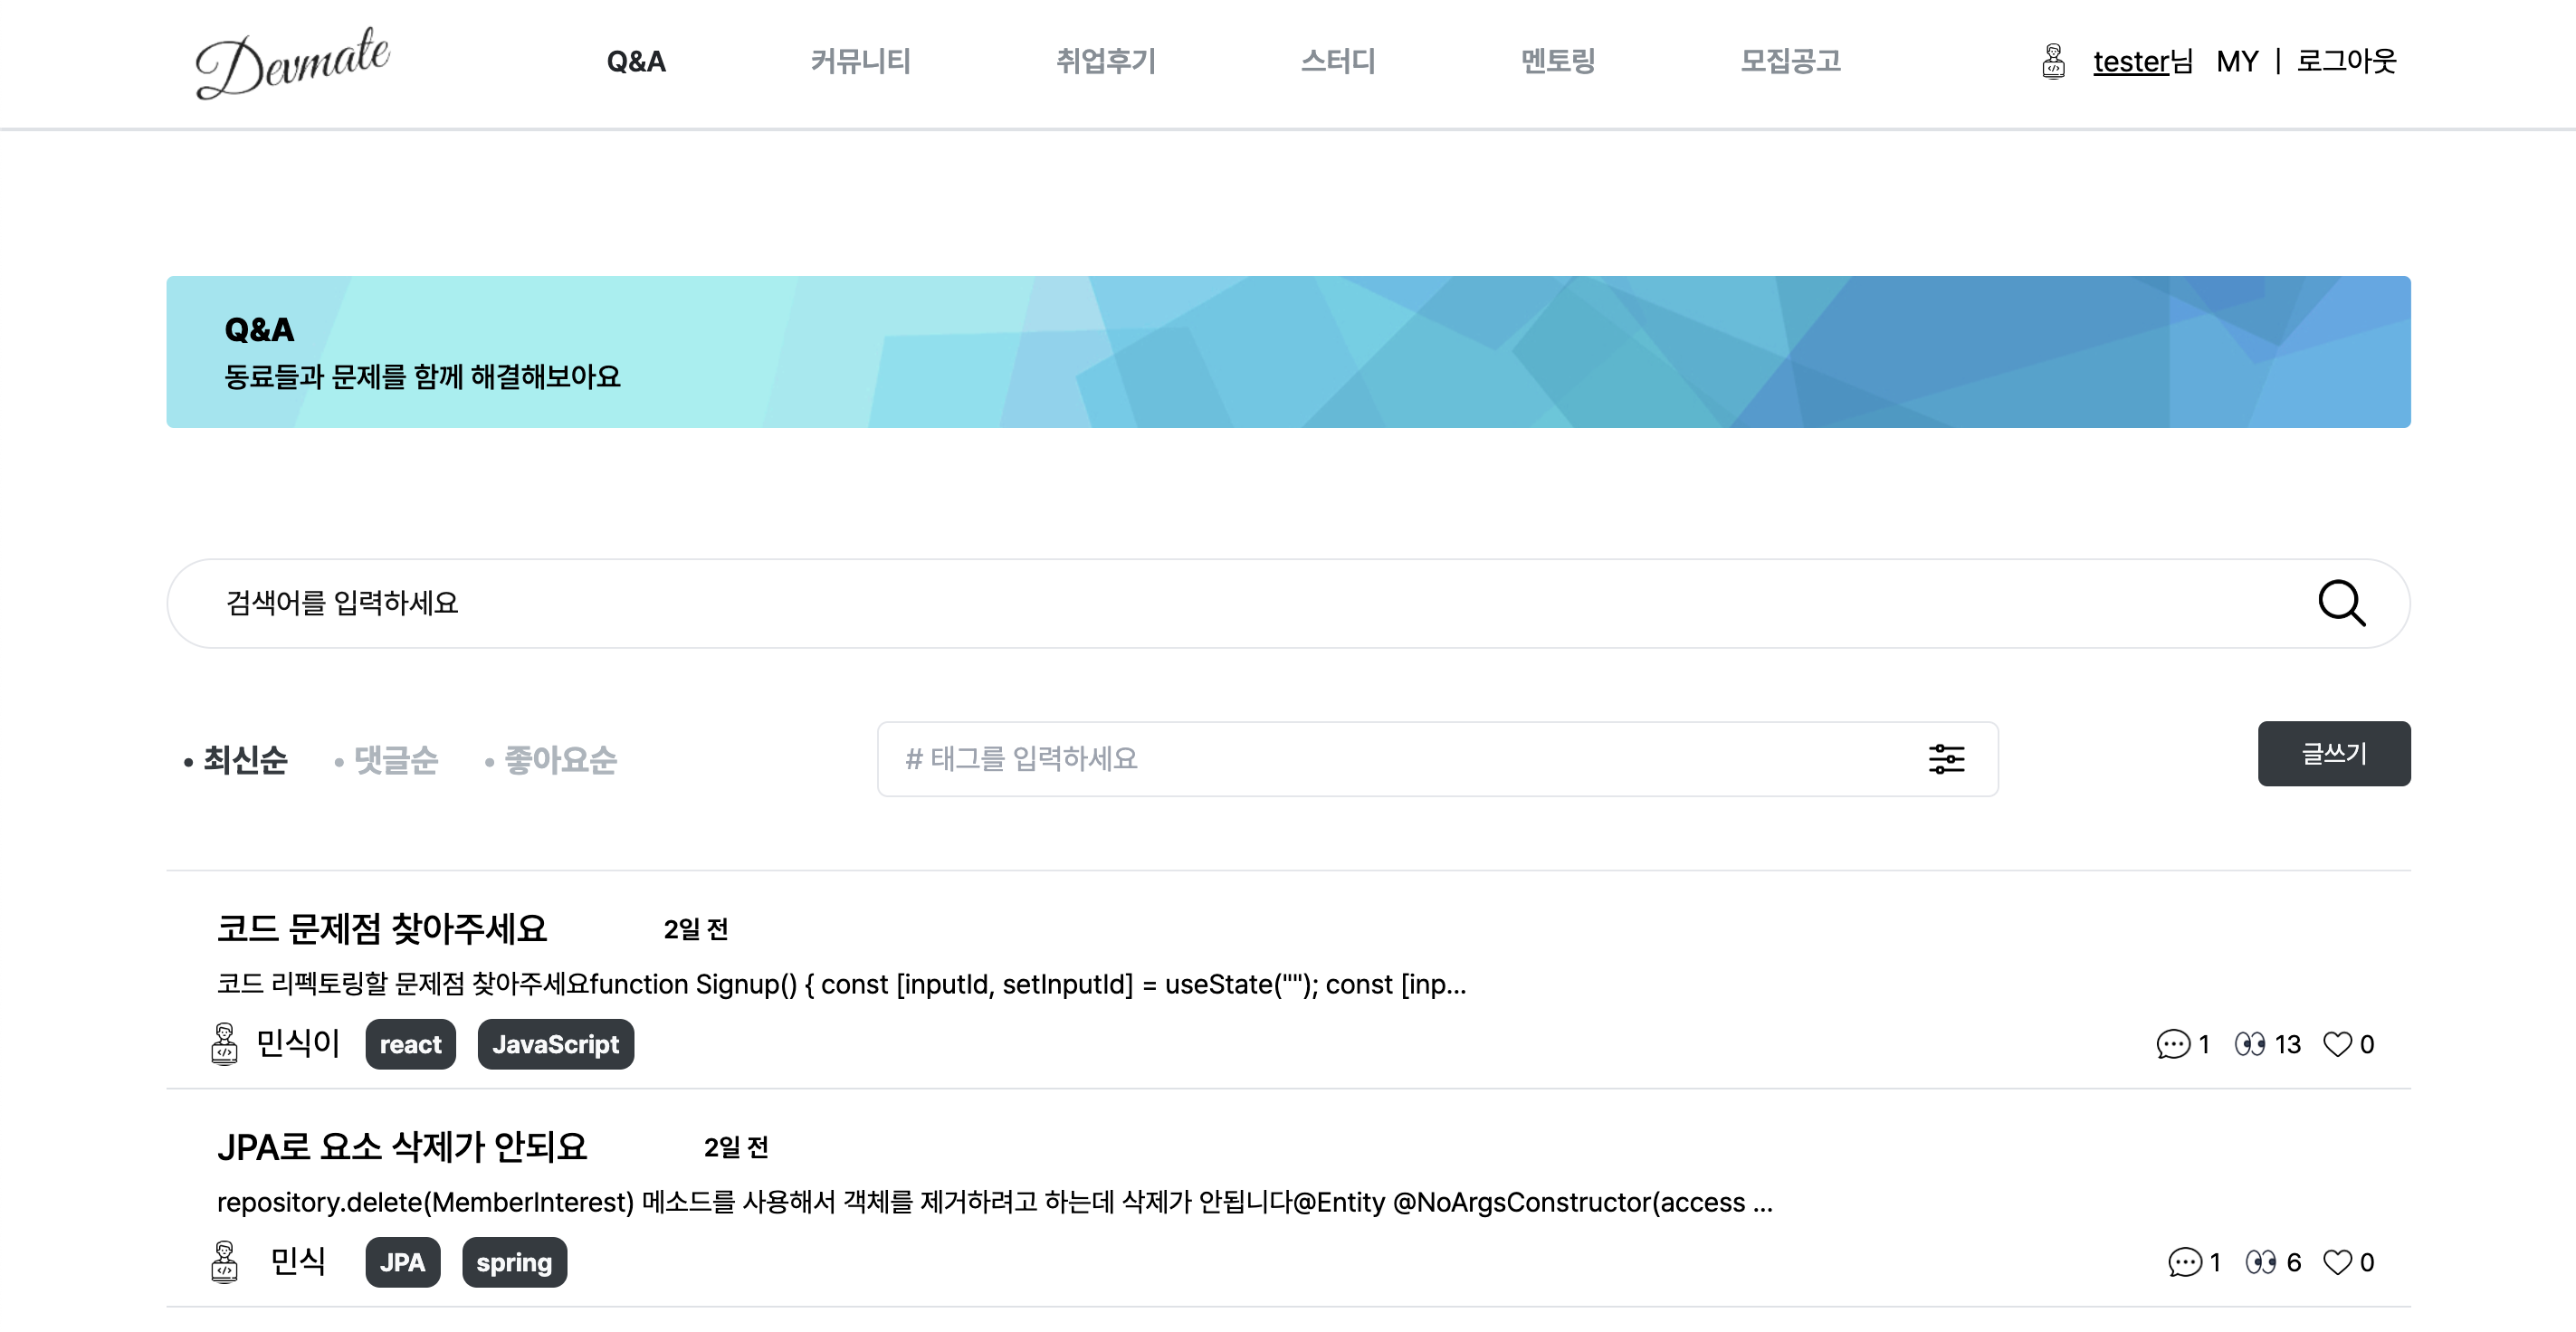 Devmate Q&A 커뮤니티 취업후기 스터디 멘토링 모집공고 tester님 MY | 로그아웃
Q&A
동료들과 문제를 함께 해결해보아요
검색어를 입력하세요
• 최신순 • 댓글순 • 좋아요순 # 태그를 입력하세요 글쓰기
코드 문제점 찾아주세요 2일 전
코드 리펙토링할 문제점 찾아주세요function Signup() { const [inputId, setInputId] = useState(""); const [inp...
민식이 react JavaScript 1 13 0
JPA로 요소 삭제가 안되요 2일 전
repository.delete(MemberInterest) 메소드를 사용해서 객체를 제거하려고 하는데 삭제가 안됩니다@Entity @NoArgsConstructor(access ...
민식 JPA spring 1 6 0